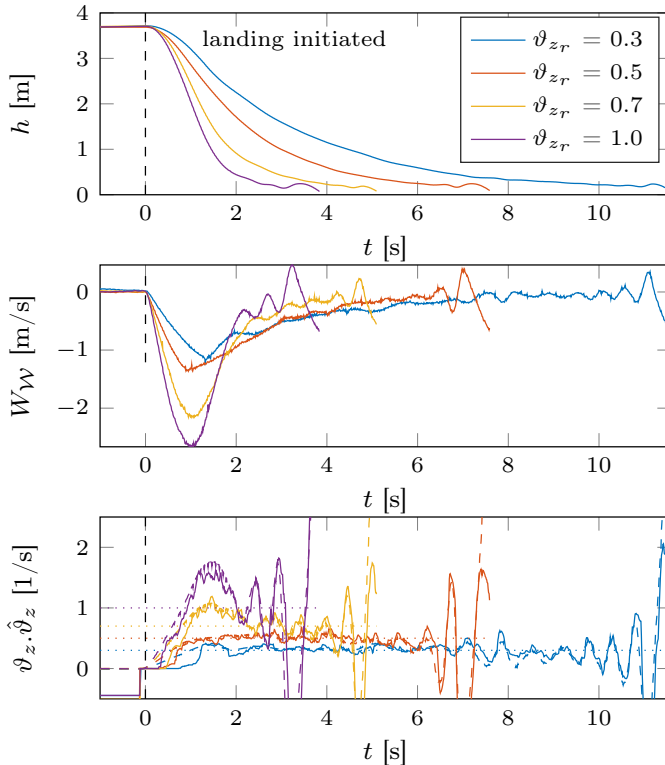 4
3
2
1
0
h [m]
landing initiated
ϑ_{z_r} = 0.3
ϑ_{z_r} = 0.5
ϑ_{z_r} = 0.7
ϑ_{z_r} = 1.0
0 2 4 6 8 10
t [s]
0
−1
−2
W_𝒲 [m/s]
0 2 4 6 8 10
t [s]
2
1
0
ϑ_z.ϑ̂_z [1/s]
0 2 4 6 8 10
t [s]